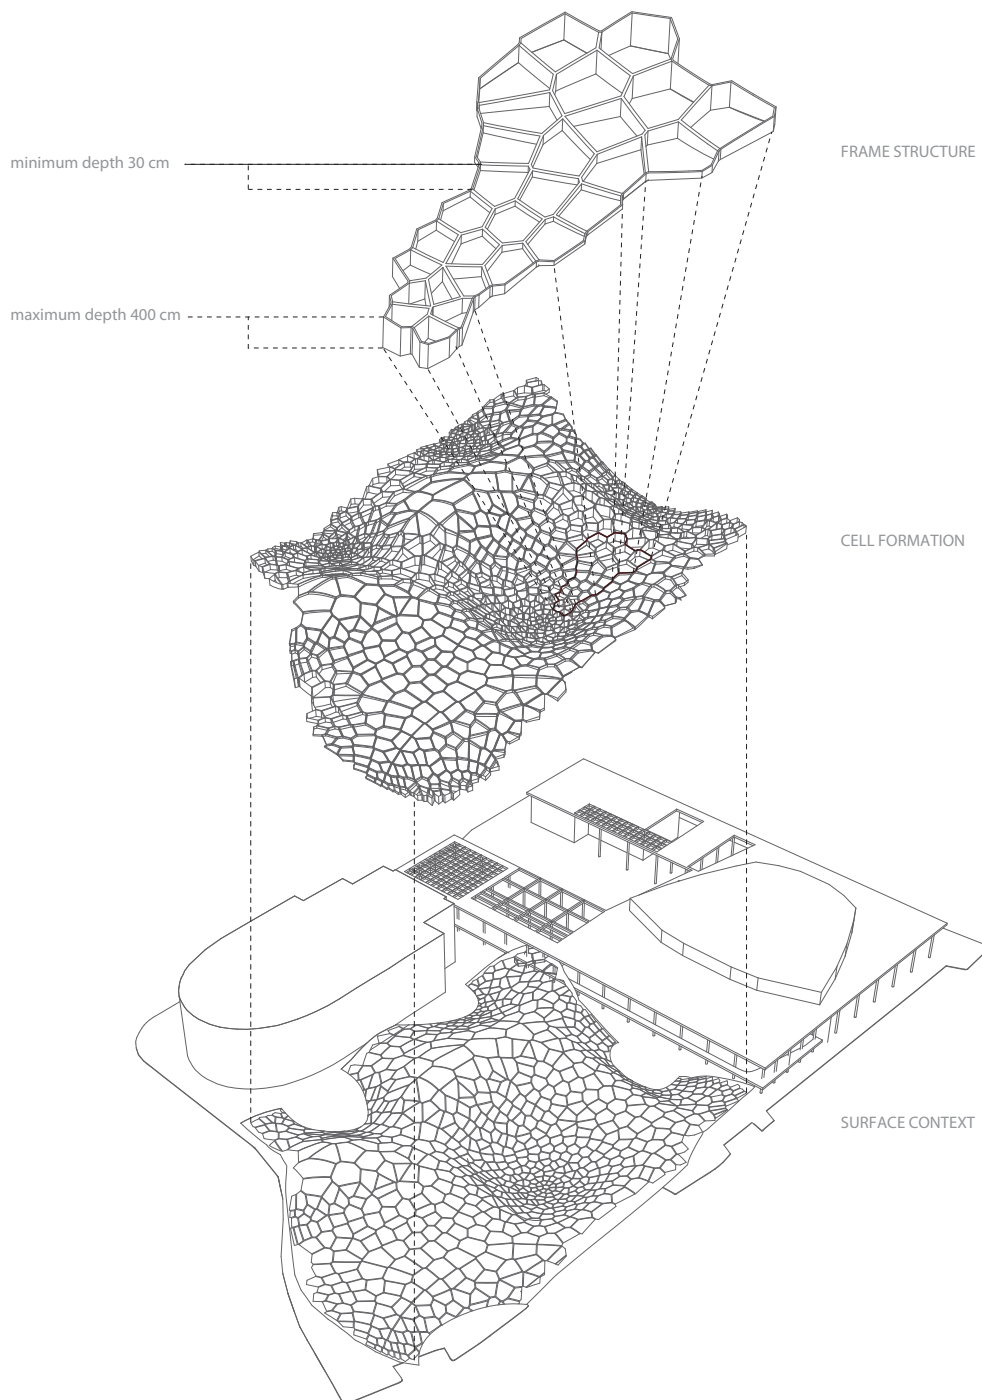 FRAME STRUCTURE
minimum depth 30 cm
maximum depth 400 cm
CELL FORMATION
SURFACE CONTEXT